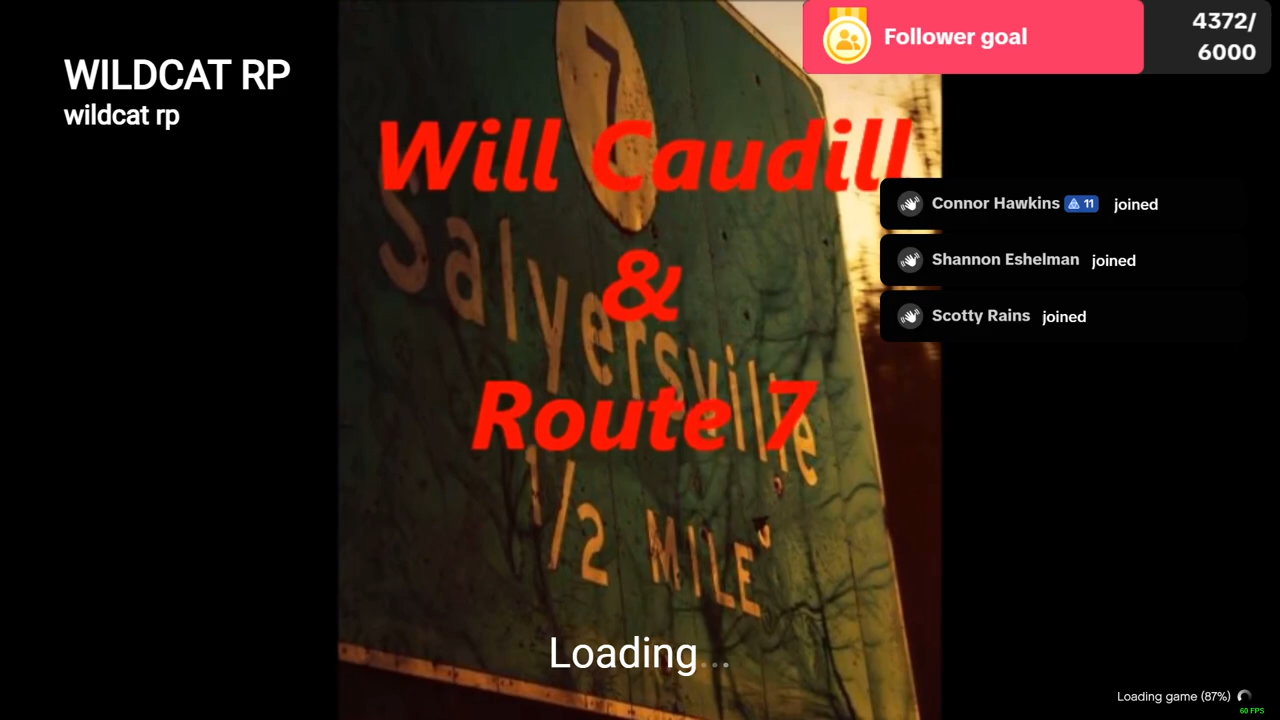 WILDCAT RP
wildcat rp
Follower goal
4372/
6000
7
Will Caudill
&
Route 7
Salyersville
1/2 MILE
Connor Hawkins 11 joined
Shannon Eshelman joined
Scotty Rains joined
Loading...
Loading game (87%)
60 FPS